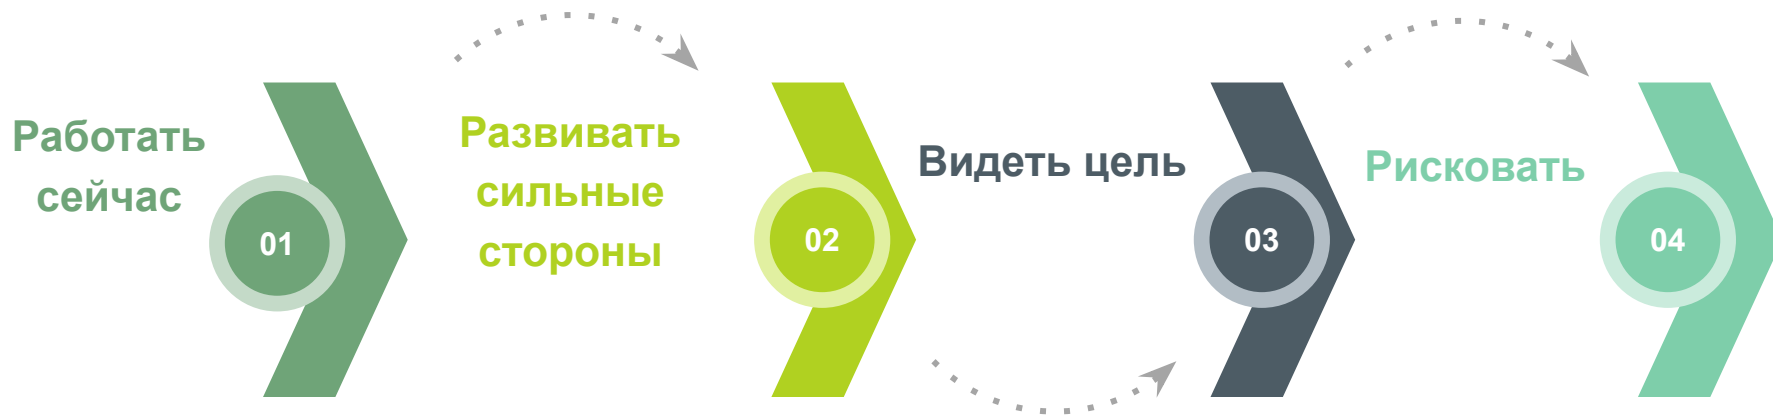 Работать
сейчас
01
Развивать
сильные
стороны
02
Видеть цель
03
Рисковать
04